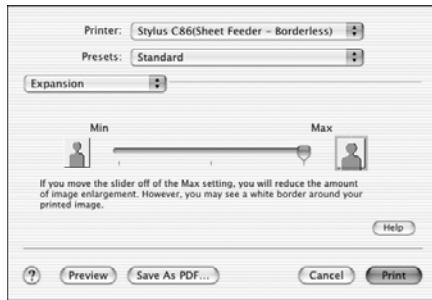 Printer: Stylus C86(Sheet Feeder – Borderless)
Presets: Standard
Expansion
Min Max
If you move the slider off of the Max setting, you will reduce the amount
of image enlargement. However, you may see a white border around your
printed image.
Help
? Preview Save As PDF... Cancel Print